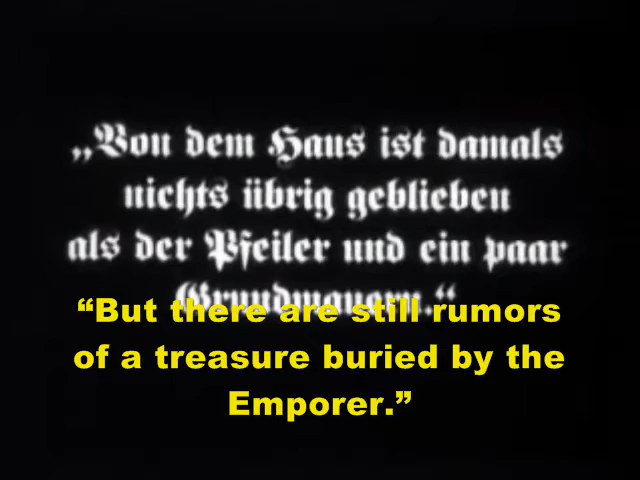 „Von dem Haus ist damals
nichts übrig geblieben
als der Pfeiler und ein paar
Grundmauern.“
“But there are still rumors
of a treasure buried by the
Emporer.”